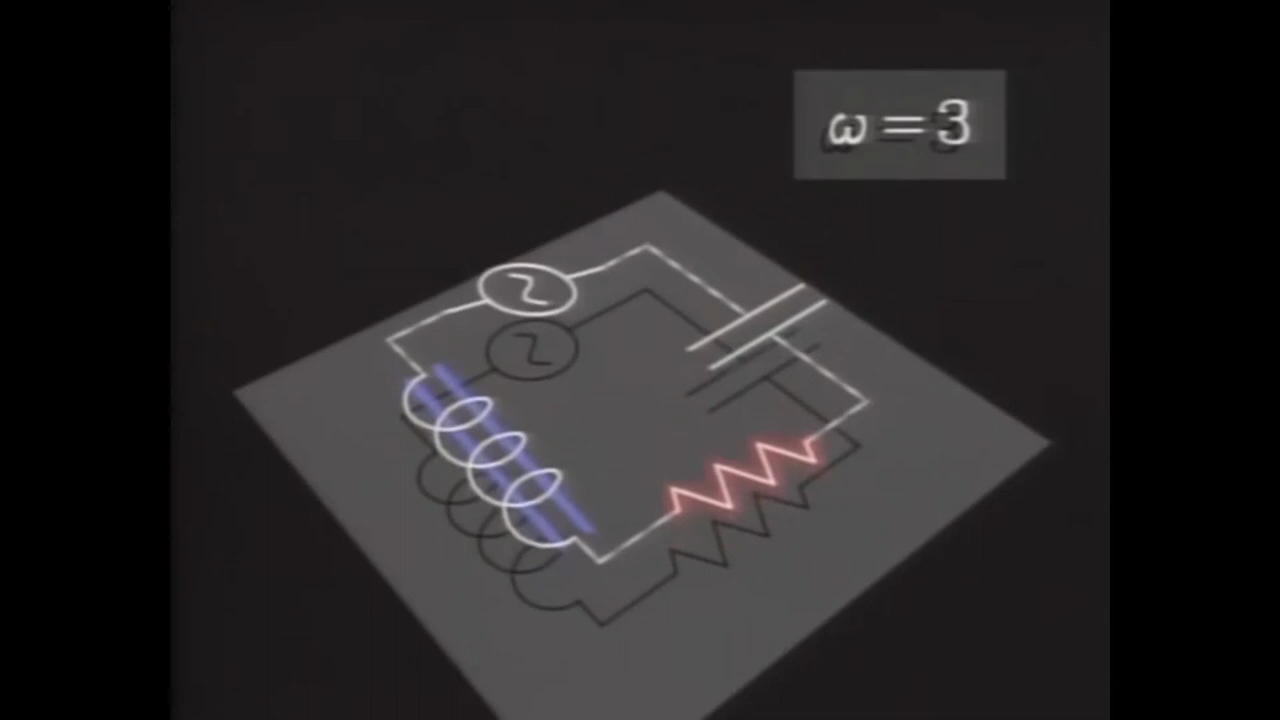 ω = 3